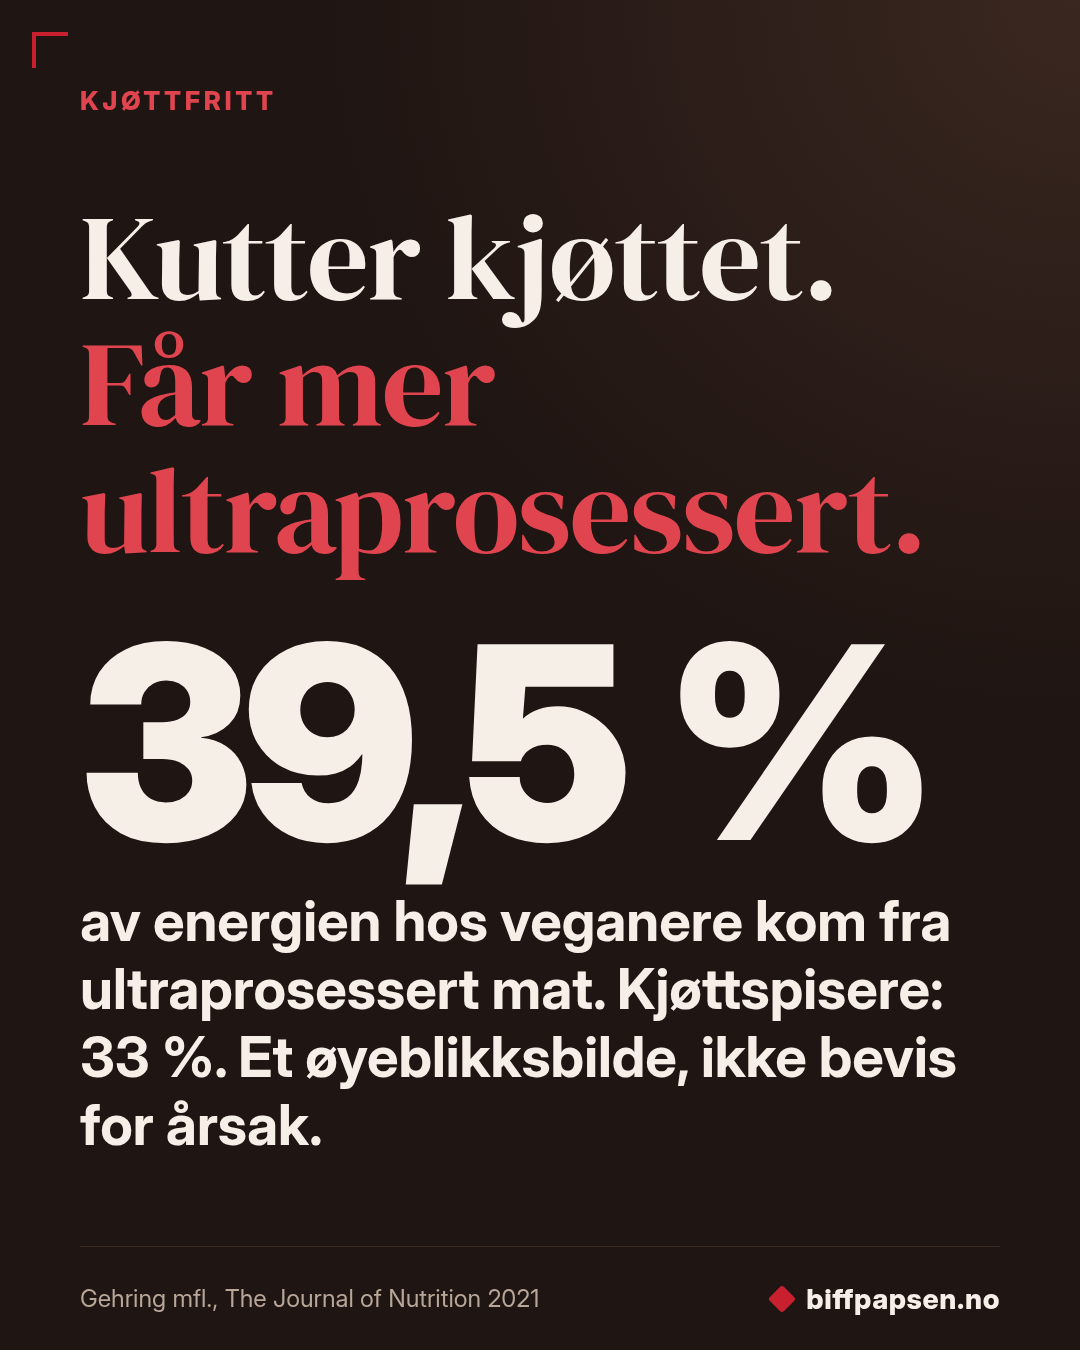 KJØTTFRITT
Kutter kjøttet.
Får mer
ultraprosessert.
39,5 %
av energien hos veganere kom fra
ultraprosessert mat. Kjøttspisere:
33 %. Et øyeblikksbilde, ikke bevis
for årsak.
Gehring mfl., The Journal of Nutrition 2021
biffpapsen.no